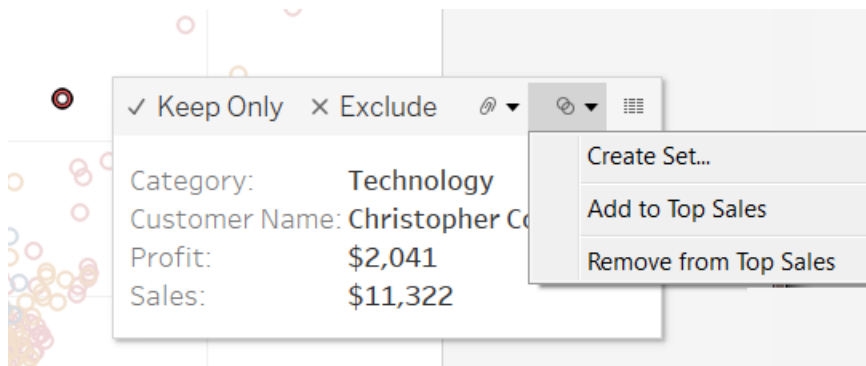 Keep Only Exclude
Create Set...
Category: Technology
Add to Top Sales
Customer Name: Christopher
Profit: $2,041
Remove from Top Sales
Sales: $11,322